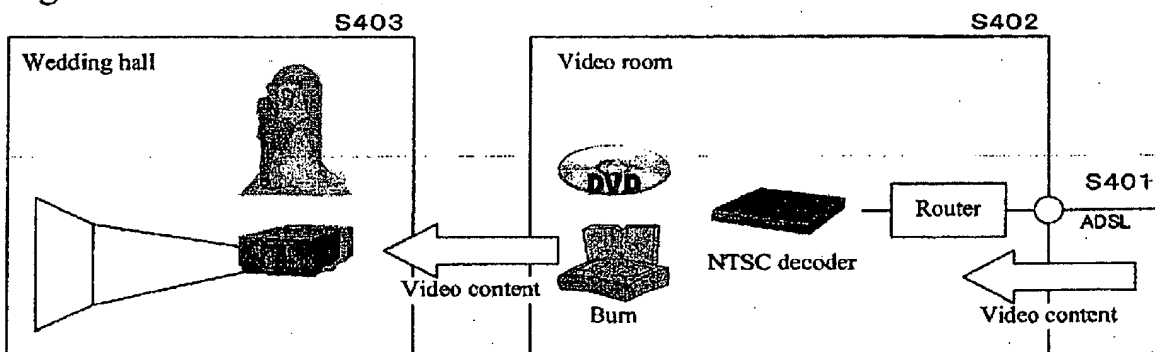 S403
S402
Wedding hall
Video room
DVD
S401
Router
ADSL
NTSC decoder
Video content
Burn
Video content